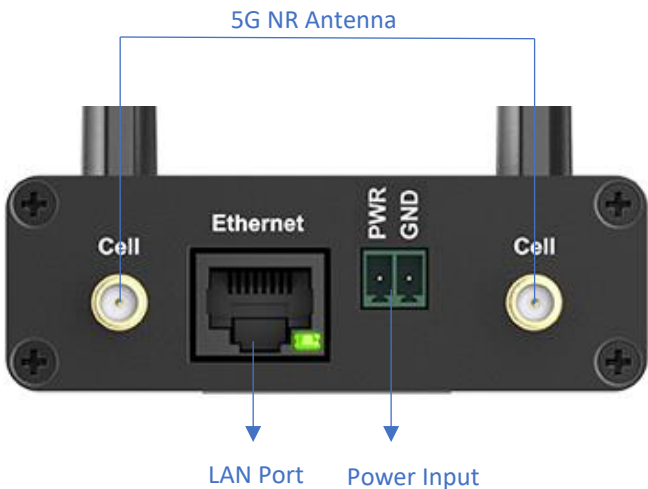 5G NR Antenna
Ethernet
PWR
GND
Cell
Cell
LAN Port
Power Input